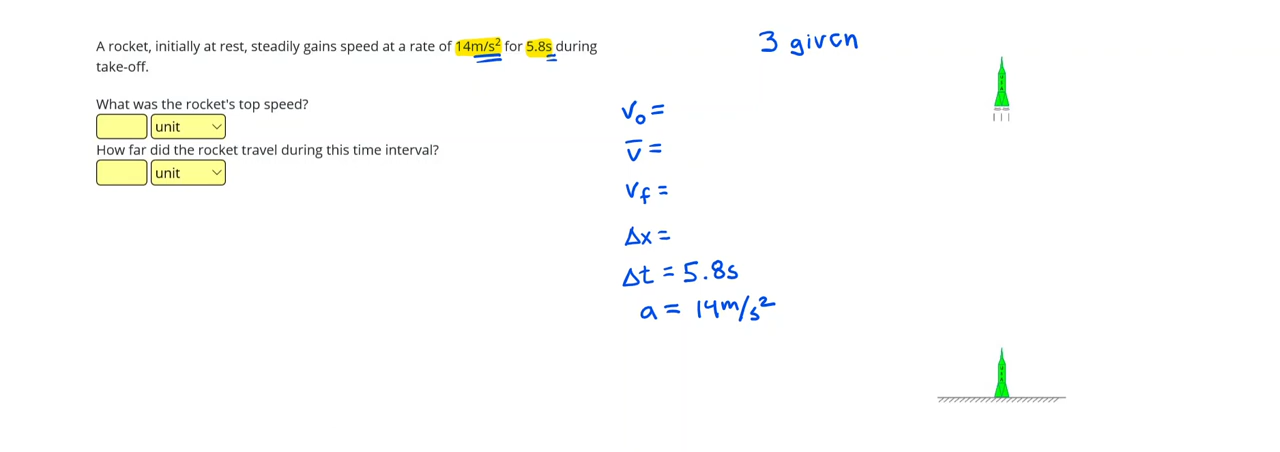 A rocket, initially at rest, steadily gains speed at a rate of 14m/s² for 5.8s during
take-off.
What was the rocket's top speed?
unit
How far did the rocket travel during this time interval?
unit
3 given
v₀ =
v̅ =
v_f =
Δx =
Δt = 5.8s
a = 14m/s²